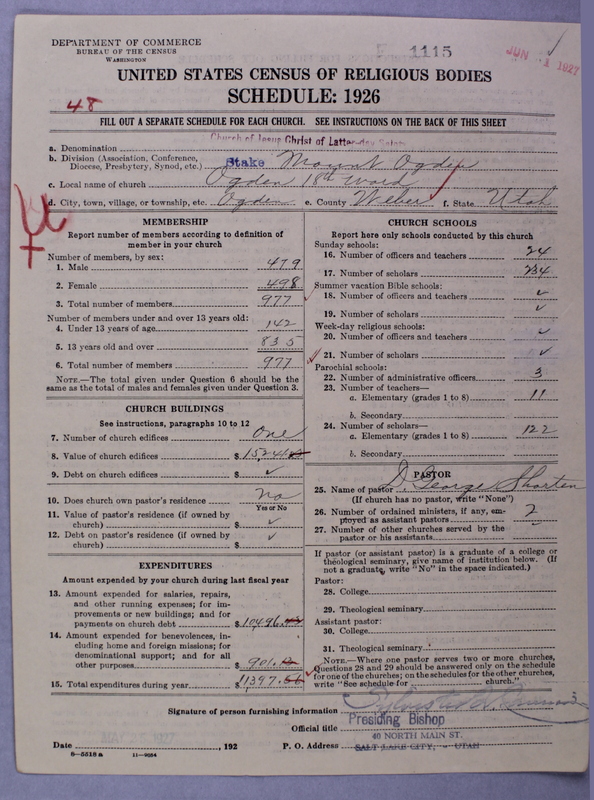 DEPARTMENT OF COMMERCE
BUREAU OF THE CENSUS
WASHINGTON
1115
JUN 1 1927
UNITED STATES CENSUS OF RELIGIOUS BODIES
SCHEDULE: 1926
48
FILL OUT A SEPARATE SCHEDULE FOR EACH CHURCH. SEE INSTRUCTIONS ON THE BACK OF THIS SHEET
a. Denomination Church of Jesus Christ of Latter-day Saints
b. Division (Association, Conference, Diocese, Presbytery, Synod, etc.) Stake Mount Ogden
c. Local name of church Ogden 18th Ward
d. City, town, village, or township, etc. Ogden e. County Weber f. State Utah
MEMBERSHIP
Report number of members according to definition of member in your church
Number of members, by sex:
1. Male 479
2. Female 498
3. Total number of members 977
Number of members under and over 13 years old:
4. Under 13 years of age 142
5. 13 years old and over 835
6. Total number of members 977
NOTE.—The total given under Question 6 should be the same as the total of males and females given under Question 3.
CHURCH BUILDINGS
See instructions, paragraphs 10 to 12
7. Number of church edifices one
8. Value of church edifices $ 15241
9. Debt on church edifices $ ✓
10. Does church own pastor's residence No
Yes or No
11. Value of pastor's residence (if owned by church) $ ✓
12. Debt on pastor's residence (if owned by church) $ ✓
EXPENDITURES
Amount expended by your church during last fiscal year
13. Amount expended for salaries, repairs, and other running expenses; for improvements or new buildings; and for payments on church debt $ 10496.
14. Amount expended for benevolences, including home and foreign missions; for denominational support; and for all other purposes $ 901.
15. Total expenditures during year $ 11397.56
CHURCH SCHOOLS
Report here only schools conducted by this church
Sunday schools:
16. Number of officers and teachers 24
17. Number of scholars 234
Summer vacation Bible schools:
18. Number of officers and teachers ✓
19. Number of scholars ✓
Week-day religious schools:
20. Number of officers and teachers ✓
21. Number of scholars ✓
Parochial schools:
22. Number of administrative officers 3
23. Number of teachers—
a. Elementary (grades 1 to 8) 11
b. Secondary
24. Number of scholars—
a. Elementary (grades 1 to 8) 122
b. Secondary
PASTOR
25. Name of pastor D. George Shorten
(If church has no pastor, write "None")
26. Number of ordained ministers, if any, employed as assistant pastors 2
27. Number of other churches served by the pastor or his assistants
If pastor (or assistant pastor) is a graduate of a college or theological seminary, give name of institution below. (If not a graduate, write "No" in the space indicated.)
Pastor:
28. College
29. Theological seminary
Assistant pastor:
30. College
31. Theological seminary
NOTE.—Where one pastor serves two or more churches, Questions 28 and 29 should be answered only on the schedule for one of the churches; on the schedules for the other churches, write "See schedule for church."
Signature of person furnishing information
Official title Presiding Bishop
Date , 192 P. O. Address 40 NORTH MAIN ST.
SALT LAKE CITY, UTAH
8—5518 a 11—9054